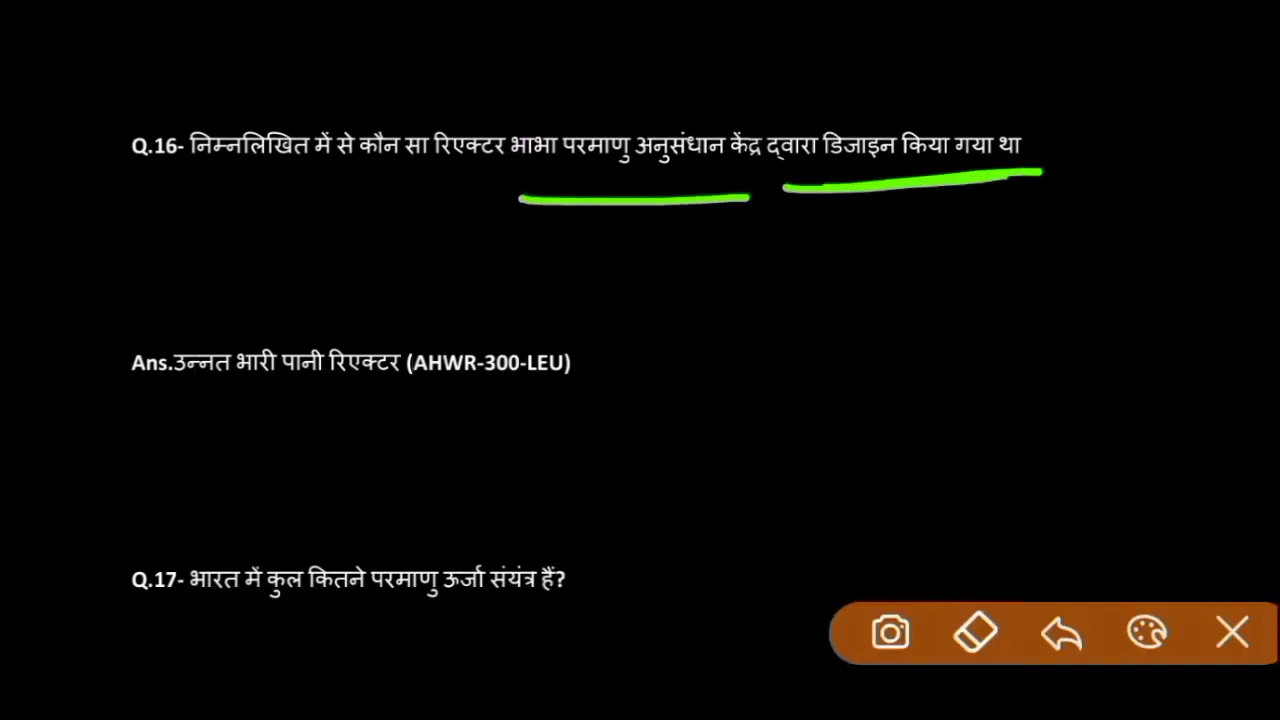 Q.16- निम्नलिखित में से कौन सा रिएक्टर भाभा परमाणु अनुसंधान केंद्र द्वारा डिजाइन किया गया था
Ans.उन्नत भारी पानी रिएक्टर (AHWR-300-LEU)
Q.17- भारत में कुल कितने परमाणु ऊर्जा संयंत्र हैं?